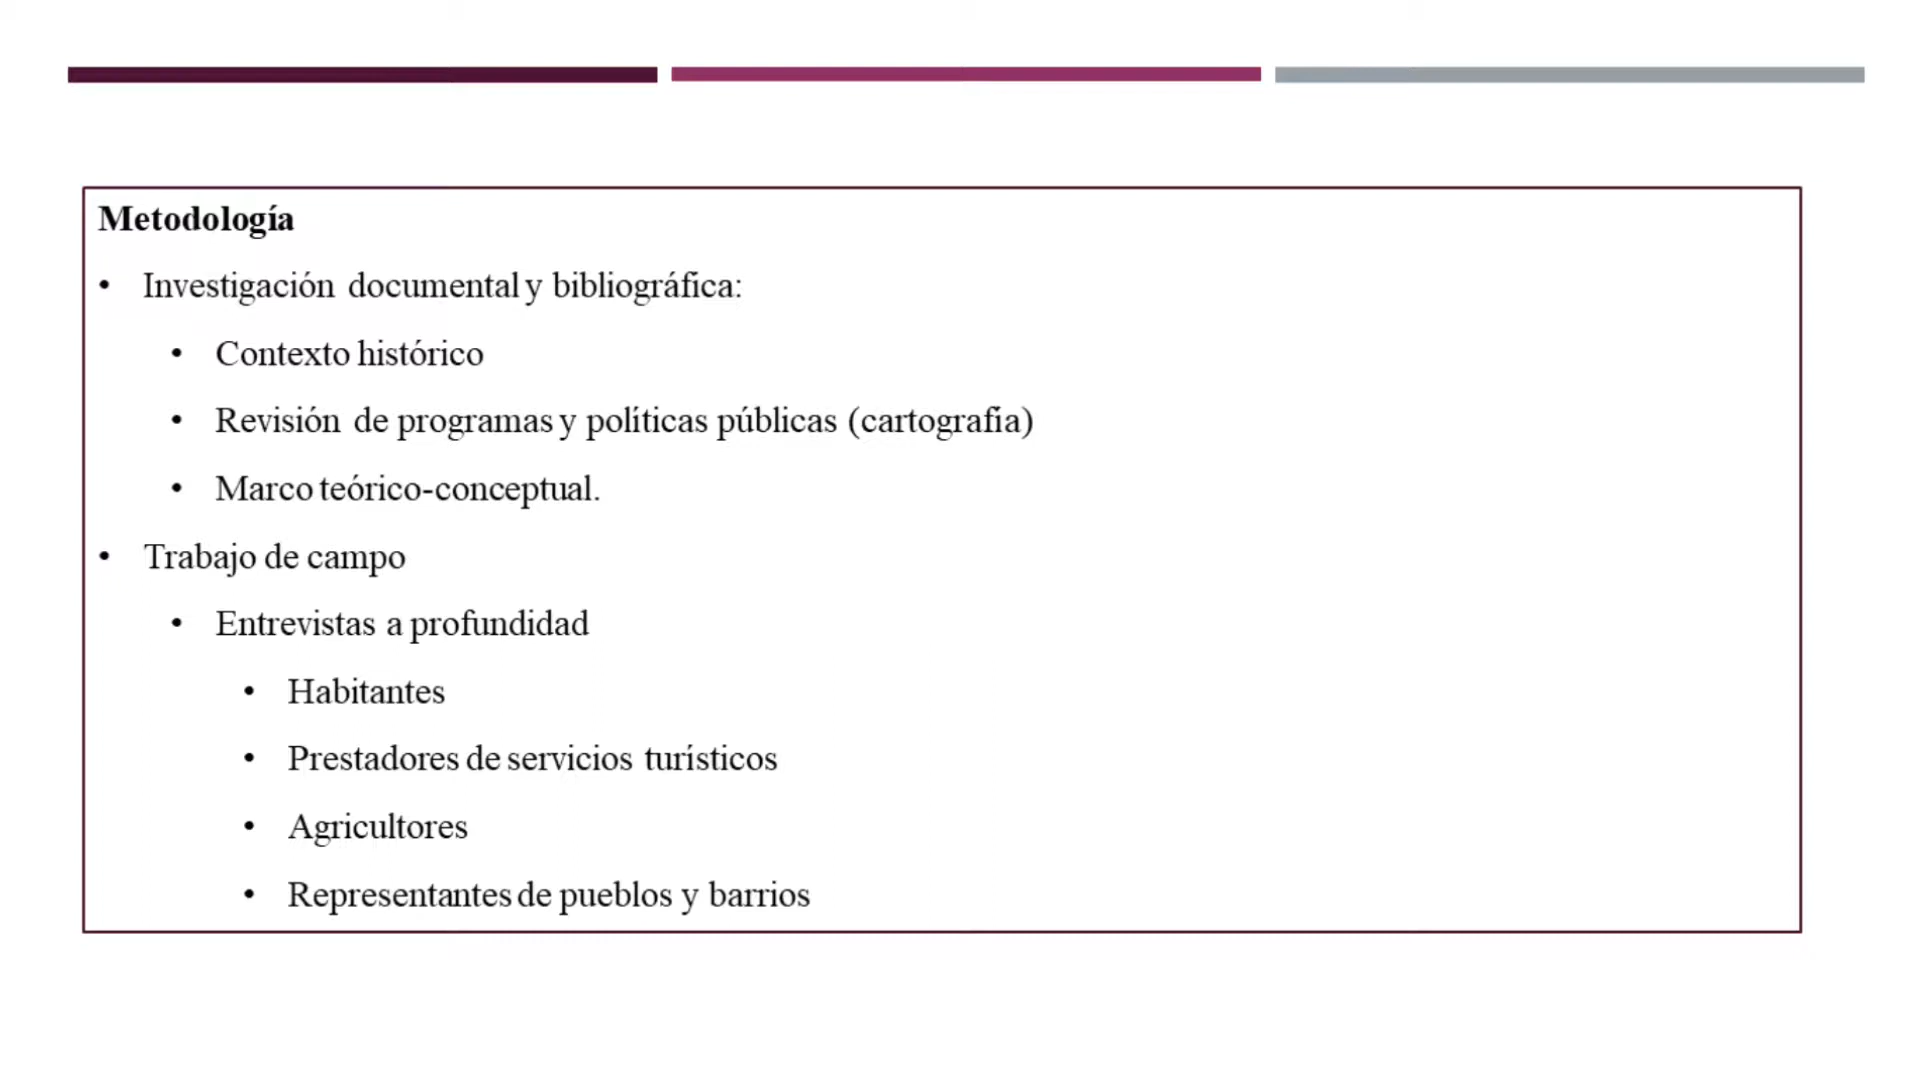 Metodología
• Investigación documental y bibliográfica:
• Contexto histórico
• Revisión de programas y políticas públicas (cartografía)
• Marco teórico-conceptual.
• Trabajo de campo
• Entrevistas a profundidad
• Habitantes
• Prestadores de servicios turísticos
• Agricultores
• Representantes de pueblos y barrios